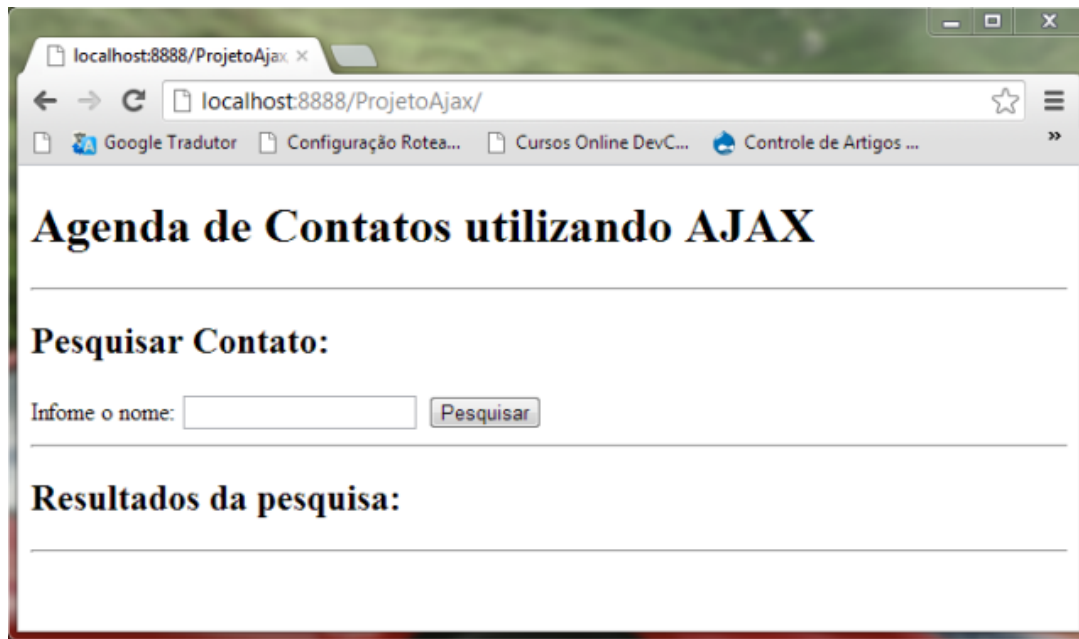 localhost:8888/ProjetoAjax
localhost:8888/ProjetoAjax/
Google Tradutor Configuração Rotea... Cursos Online DevC... Controle de Artigos ...
Agenda de Contatos utilizando AJAX
Pesquisar Contato:
Infome o nome: Pesquisar
Resultados da pesquisa: